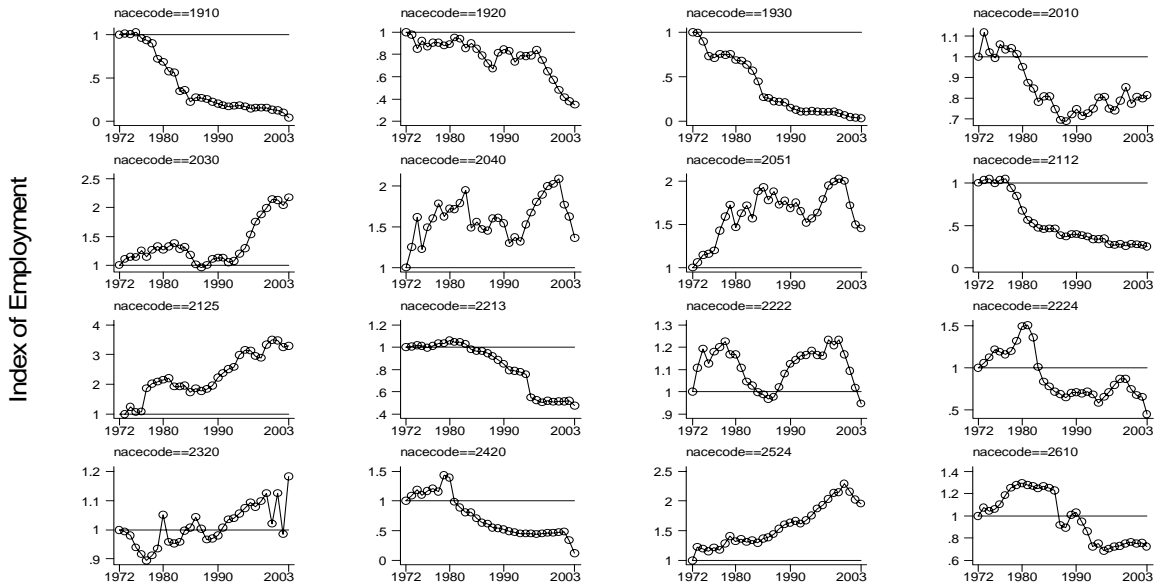 Index of Employment
nacecode==1910
1
.5
0
1972 1980 1990 2003
nacecode==1920
1
.8
.6
.4
.2
1972 1980 1990 2003
nacecode==1930
1
.5
0
1972 1980 1990 2003
nacecode==2010
1.1
1
.9
.8
.7
1972 1980 1990 2003
nacecode==2030
2.5
2
1.5
1
1972 1980 1990 2003
nacecode==2040
2
1.5
1
1972 1980 1990 2003
nacecode==2051
2
1.5
1
1972 1980 1990 2003
nacecode==2112
1
.5
0
1972 1980 1990 2003
nacecode==2125
4
3
2
1
1972 1980 1990 2003
nacecode==2213
1.2
1
.8
.6
.4
1972 1980 1990 2003
nacecode==2222
1.3
1.2
1.1
1
.9
1972 1980 1990 2003
nacecode==2224
1.5
1
.5
1972 1980 1990 2003
nacecode==2320
1.2
1.1
1
.9
1972 1980 1990 2003
nacecode==2420
1.5
1
0.5
0
1972 1980 1990 2003
nacecode==2524
2.5
2
1.5
1
1972 1980 1990 2003
nacecode==2610
1.4
1.2
1
.8
.6
1972 1980 1990 2003